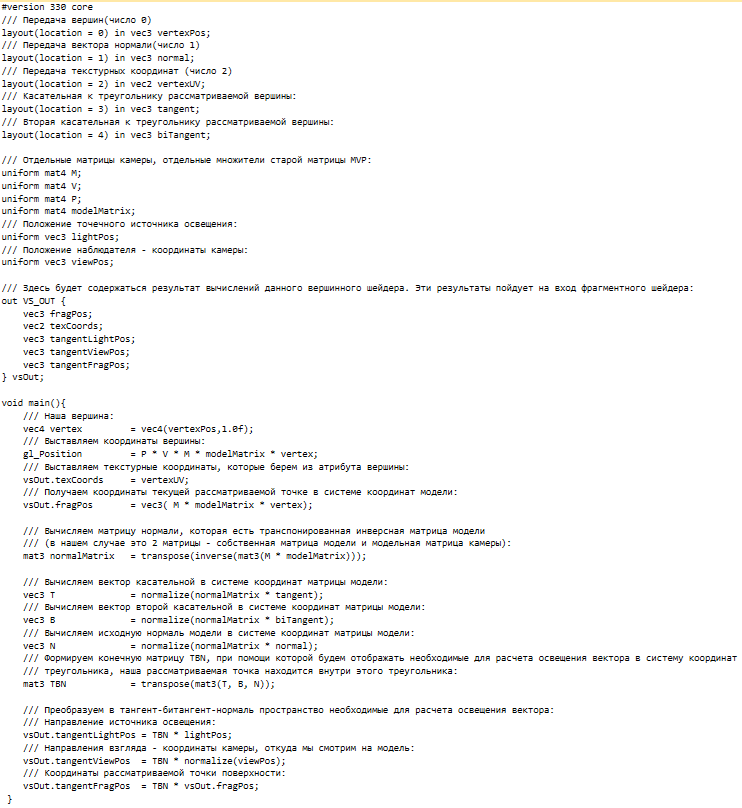 #version 330 core
/// Передача вершин(число 0)
layout(location = 0) in vec3 vertexPos;
/// Передача вектора нормали(число 1)
layout(location = 1) in vec3 normal;
/// Передача текстурных координат (число 2)
layout(location = 2) in vec2 vertexUV;
/// Касательная к треугольнику рассматриваемой вершины:
layout(location = 3) in vec3 tangent;
/// Вторая касательная к треугольнику рассматриваемой вершины:
layout(location = 4) in vec3 biTangent;

/// Отдельные матрицы камеры, отдельные множители старой матрицы MVP:
uniform mat4 M;
uniform mat4 V;
uniform mat4 P;
uniform mat4 modelMatrix;
/// Положение точечного источника освещения:
uniform vec3 lightPos;
/// Положение наблюдателя - координаты камеры:
uniform vec3 viewPos;

/// Здесь будет содержаться результат вычислений данного вершинного шейдера. Эти результаты пойдует на вход фрагментного шейдера:
out VS_OUT {
    vec3 fragPos;
    vec2 texCoords;
    vec3 tangentLightPos;
    vec3 tangentViewPos;
    vec3 tangentFragPos;
} vsOut;

void main(){
    /// Наша вершина:
    vec4 vertex         = vec4(vertexPos,1.0f);
    /// Выставляем координаты вершины:
    gl_Position         = P * V * M * modelMatrix * vertex;
    /// Выставляем текстурные координаты, которые берем из атрибута вершины:
    vsOut.texCoords     = vertexUV;
    /// Получаем координаты текущей рассматриваемой точке в системе координат модели:
    vsOut.fragPos       = vec3( M * modelMatrix * vertex);

    /// Вычисляем матрицу нормали, которая есть транспонированная инверсная матрица модели
    /// (в нашем случае это 2 матрицы - собственная матрица модели и модельная матрица камеры):
    mat3 normalMatrix   = transpose(inverse(mat3(M * modelMatrix)));

    /// Вычисляем вектор касательной в системе координат матрицы модели:
    vec3 T              = normalize(normalMatrix * tangent);
    /// Вычисляем вектор второй касательной в системе координат матрицы модели:
    vec3 B              = normalize(normalMatrix * biTangent);
    /// Вычисляем исходную нормаль модели в системе координат матрицы модели:
    vec3 N              = normalize(normalMatrix * normal);
    /// Формируем конечную матрицу TBN, при помощи которой будем отображать необходимые для расчета освещения вектора в систему координат
    /// треугольника, наша рассматриваемая точка находится внутри этого треугольника:
    mat3 TBN            = transpose(mat3(T, B, N));

    /// Преобразуем в тангент-битангент-нормаль пространство необходимые для расчета освещения вектора:
    /// Направление источника освещения:
    vsOut.tangentLightPos = TBN * lightPos;
    /// Направления взгляда - координаты камеры, откуда мы смотрим на модель:
    vsOut.tangentViewPos  = TBN * normalize(viewPos);
    /// Координаты рассматриваемой точки поверхности:
    vsOut.tangentFragPos  = TBN * vsOut.fragPos;
}